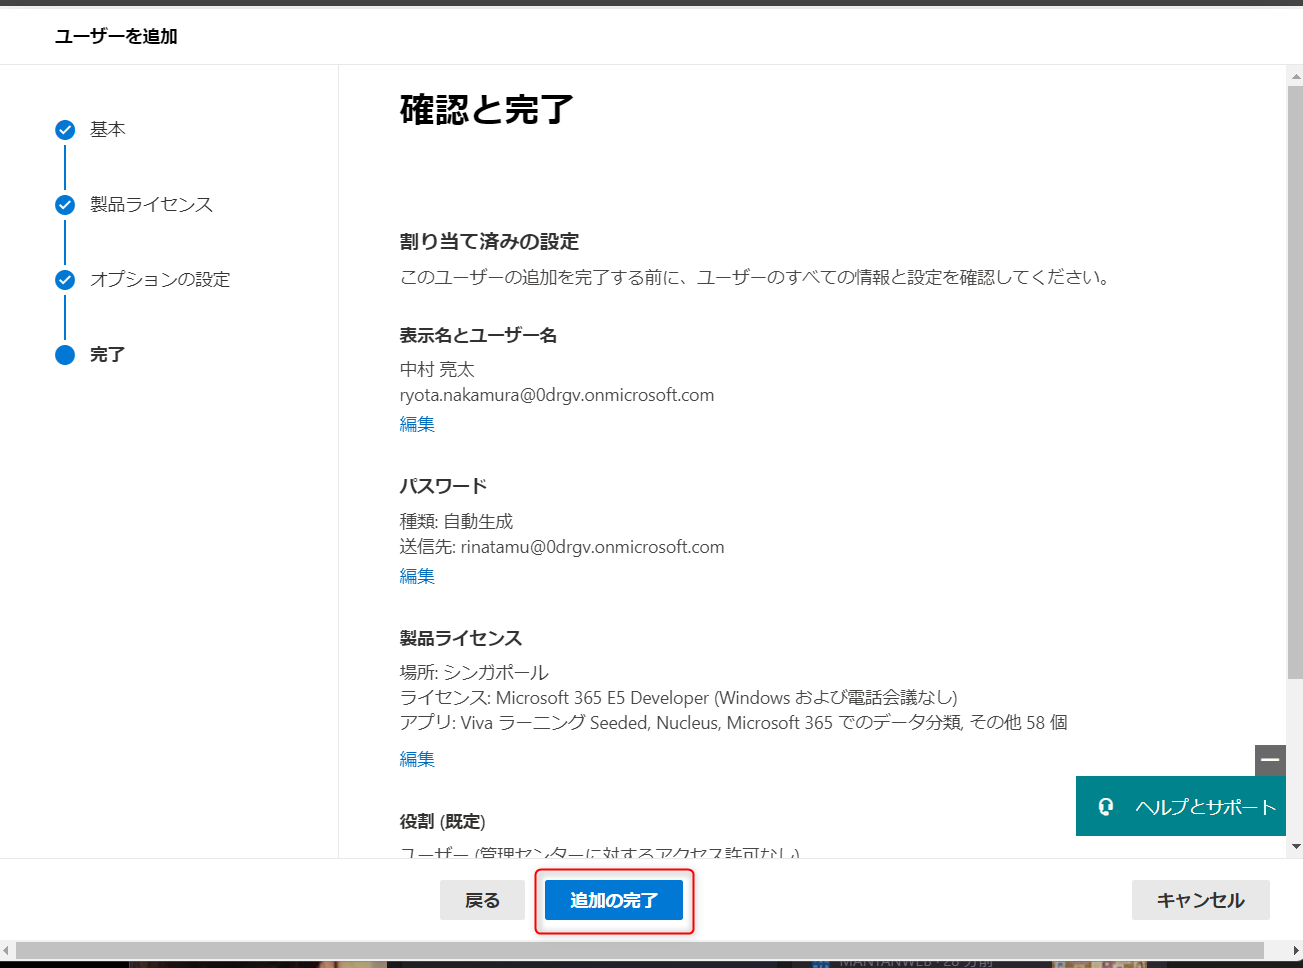 ユーザーを追加
基本
製品ライセンス
オプションの設定
完了
確認と完了
割り当て済みの設定
このユーザーの追加を完了する前に、ユーザーのすべての情報と設定を確認してください。
表示名とユーザー名
中村 亮太
ryota.nakamura@0drgv.onmicrosoft.com
編集
パスワード
種類: 自動生成
送信先: rinatamu@0drgv.onmicrosoft.com
編集
製品ライセンス
場所: シンガポール
ライセンス: Microsoft 365 E5 Developer (Windows および電話会議なし)
アプリ: Viva ラーニング Seeded, Nucleus, Microsoft 365 でのデータ分類, その他 58 個
編集
役割 (既定)
ユーザー (管理センターに対するアクセス許可なし)
ヘルプとサポート
戻る
追加の完了
キャンセル
MANTANWEB · 26 分前